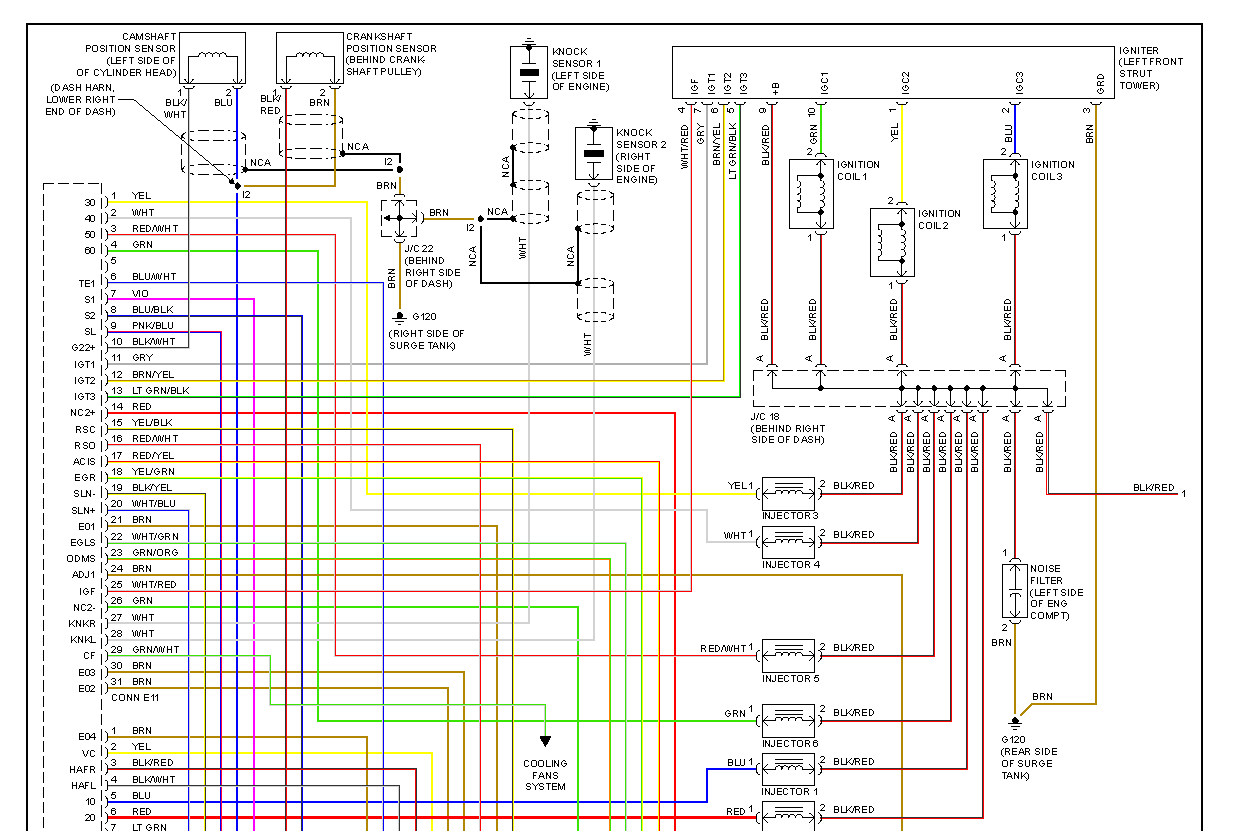 CAMSHAFT
POSITION SENSOR
(LEFT SIDE OF
OF CYLINDER HEAD)
CRANKSHAFT
POSITION SENSOR
(BEHIND CRANK-
SHAFT PULLEY)
KNOCK
SENSOR 1
(LEFT SIDE
OF ENGINE)
IGNITER
(LEFT FRONT
STRUT
TOWER)
(DASH HARN,
LOWER RIGHT
END OF DASH)
1
BLK/
WHT
2
BLU
1
BLK/
RED
2
BRN
KNOCK
SENSOR 2
(RIGHT
SIDE OF
ENGINE)
IGF
IGT1
IGT2
IGT3
+B
IGC1
IGC2
IGC3
GRD
4
7
6
5
9
10
1
2
3
WHT/RED
GRY
BRN/YEL
LT GRN/BLK
BLK/RED
GRN
YEL
BLU
BRN
NCA
NCA
I2
I2
BRN
BRN
I2
NCA
NCA
NCA
NCA
WHT
WHT
J/C 22
(BEHIND
RIGHT SIDE
OF DASH)
BRN
G120
(RIGHT SIDE OF
SURGE TANK)
2
IGNITION
COIL 1
1
2
IGNITION
COIL 2
1
2
IGNITION
COIL 3
1
BLK/RED
BLK/RED
BLK/RED
BLK/RED
A
A
A
A
J/C 18
(BEHIND RIGHT
SIDE OF DASH)
A
A
A
A
A
A
A
A
BLK/RED
BLK/RED
BLK/RED
BLK/RED
BLK/RED
BLK/RED
BLK/RED
BLK/RED
BLK/RED 1
30 1 YEL
40 2 WHT
50 3 RED/WHT
60 4 GRN
5
TE1 6 BLU/WHT
S1 7 VIO
S2 8 BLU/BLK
SL 9 PNK/BLU
G22+ 10 BLK/WHT
IGT1 11 GRY
IGT2 12 BRN/YEL
IGT3 13 LT GRN/BLK
NC2+ 14 RED
RSC 15 YEL/BLK
RSO 16 RED/WHT
ACIS 17 RED/YEL
EGR 18 YEL/GRN
SLN- 19 BLK/YEL
SLN+ 20 WHT/BLU
E01 21 BRN
EGLS 22 WHT/GRN
ODMS 23 GRN/ORG
ADJ1 24 BRN
IGF 25 WHT/RED
NC2- 26 GRN
KNKR 27 WHT
KNKL 28 WHT
CF 29 GRN/WHT
E03 30 BRN
E02 31 BRN
CONN E11
E04 1 BRN
VC 2 YEL
HAFR 3 BLK/RED
HAFL 4 BLK/WHT
10 5 BLU
20 6 RED
7 LT GRN
COOLING
FANS
SYSTEM
YEL 1 2 BLK/RED
INJECTOR 3
WHT 1 2 BLK/RED
INJECTOR 4
RED/WHT 1 2 BLK/RED
INJECTOR 5
GRN 1 2 BLK/RED
INJECTOR 6
BLU 1 2 BLK/RED
INJECTOR 1
RED 1 2 BLK/RED
1
NOISE
FILTER
(LEFT SIDE
OF ENG
COMPT)
2
BRN
BRN
G120
(REAR SIDE
OF SURGE
TANK)